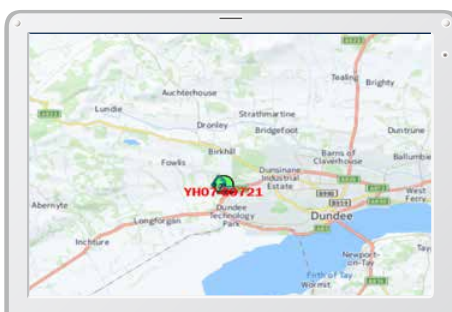 Tealing
Brighty
Auchterhouse
Lundie
Strathmartine
Dronley
Bridgefoot
Duntrune
Birkhill
Barns of
Claverhouse
Ballumbie
Fowlis
Dunsinane
Industrial
Estate
West
Ferry
Abernyte
Longforgan
Dundee
Technology
Park
Dundee
Inchture
Newport-
on-Tay
Tay
Firth of Tay
Wormit